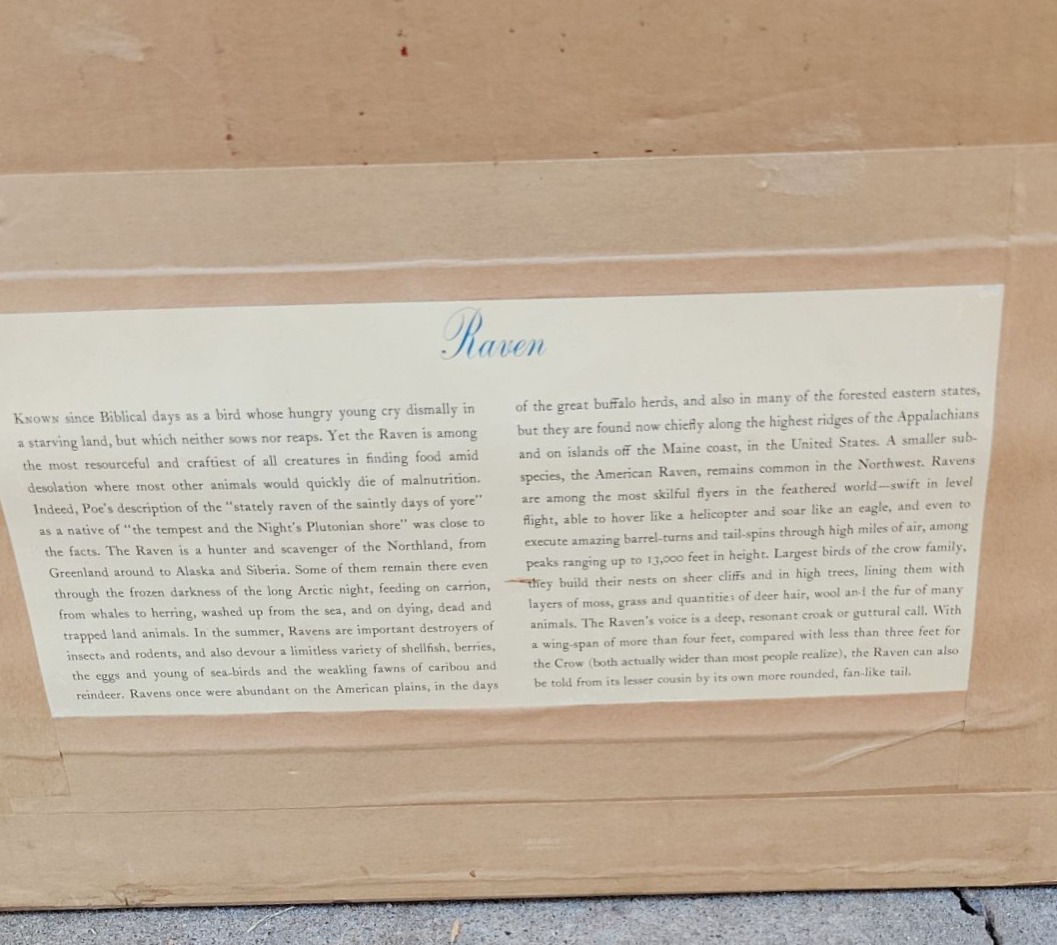 Raven
KNOWN since Biblical days as a bird whose hungry young cry dismally in
a starving land, but which neither sows nor reaps. Yet the Raven is among
the most resourceful and craftiest of all creatures in finding food amid
desolation where most other animals would quickly die of malnutrition.
Indeed, Poe's description of the "stately raven of the saintly days of yore"
as a native of "the tempest and the Night's Plutonian shore" was close to
the facts. The Raven is a hunter and scavenger of the Northland, from
Greenland around to Alaska and Siberia. Some of them remain there even
through the frozen darkness of the long Arctic night, feeding on carrion,
from whales to herring, washed up from the sea, and on dying, dead and
trapped land animals. In the summer, Ravens are important destroyers of
insects and rodents, and also devour a limitless variety of shellfish, berries,
the eggs and young of sea-birds and the weakling fawns of caribou and
reindeer. Ravens once were abundant on the American plains, in the days
of the great buffalo herds, and also in many of the forested eastern states,
but they are found now chiefly along the highest ridges of the Appalachians
and on islands off the Maine coast, in the United States. A smaller sub-
species, the American Raven, remains common in the Northwest. Ravens
are among the most skilful flyers in the feathered world—swift in level
flight, able to hover like a helicopter and soar like an eagle, and even to
execute amazing barrel-turns and tail-spins through high miles of air, among
peaks ranging up to 13,000 feet in height. Largest birds of the crow family,
they build their nests on sheer cliffs and in high trees, lining them with
layers of moss, grass and quantities of deer hair, wool and the fur of many
animals. The Raven's voice is a deep, resonant croak or guttural call. With
a wing-span of more than four feet, compared with less than three feet for
the Crow (both actually wider than most people realize), the Raven can also
be told from its lesser cousin by its own more rounded, fan-like tail.